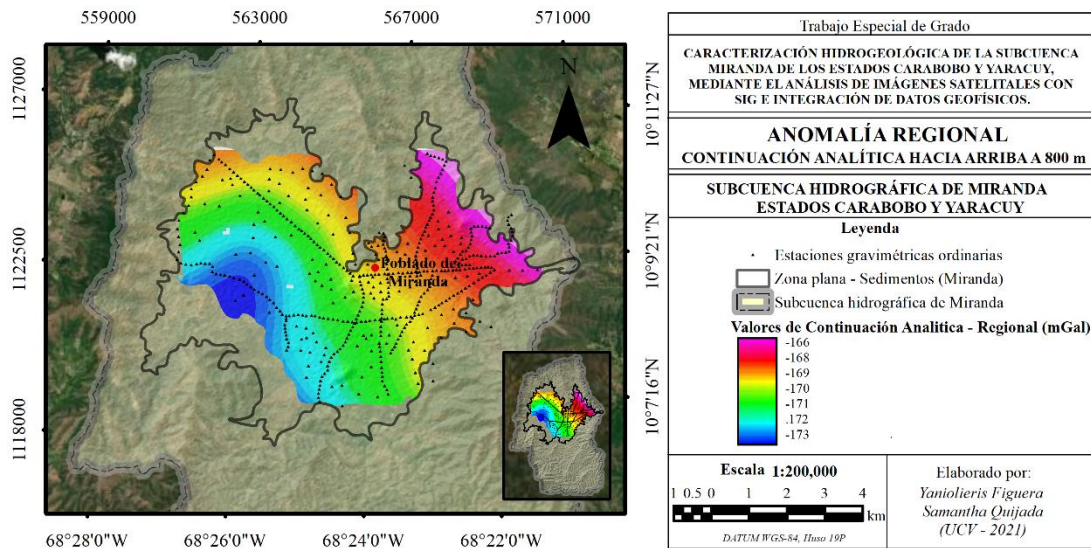 559000
563000
567000
571000
1127000
1122500
1118000
10°11'27"N
10°9'21"N
10°7'16"N
68°28'0"W
68°26'0"W
68°24'0"W
68°22'0"W
N
Poblado de
Miranda
Trabajo Especial de Grado
CARACTERIZACIÓN HIDROGEOLÓGICA DE LA SUBCUENCA
MIRANDA DE LOS ESTADOS CARABOBO Y YARACUY,
MEDIANTE EL ANÁLISIS DE IMÁGENES SATELITALES CON
SIG E INTEGRACIÓN DE DATOS GEOFÍSICOS.
ANOMALÍA REGIONAL
CONTINUACIÓN ANALÍTICA HACIA ARRIBA A 800 m
SUBCUENCA HIDROGRÁFICA DE MIRANDA
ESTADOS CARABOBO Y YARACUY
Leyenda
Estaciones gravimétricas ordinarias
Zona plana - Sedimentos (Miranda)
Subcuenca hidrográfica de Miranda
Valores de Continuación Analitica - Regional (mGal)
-166
-168
-169
-170
-171
-172
-173
Escala 1:200,000
1 0.5 0 1 2 3 4
km
DATUM WGS-84, Huso 19P
Elaborado por:
Yaniolieris Figuera
Samantha Quijada
(UCV - 2021)